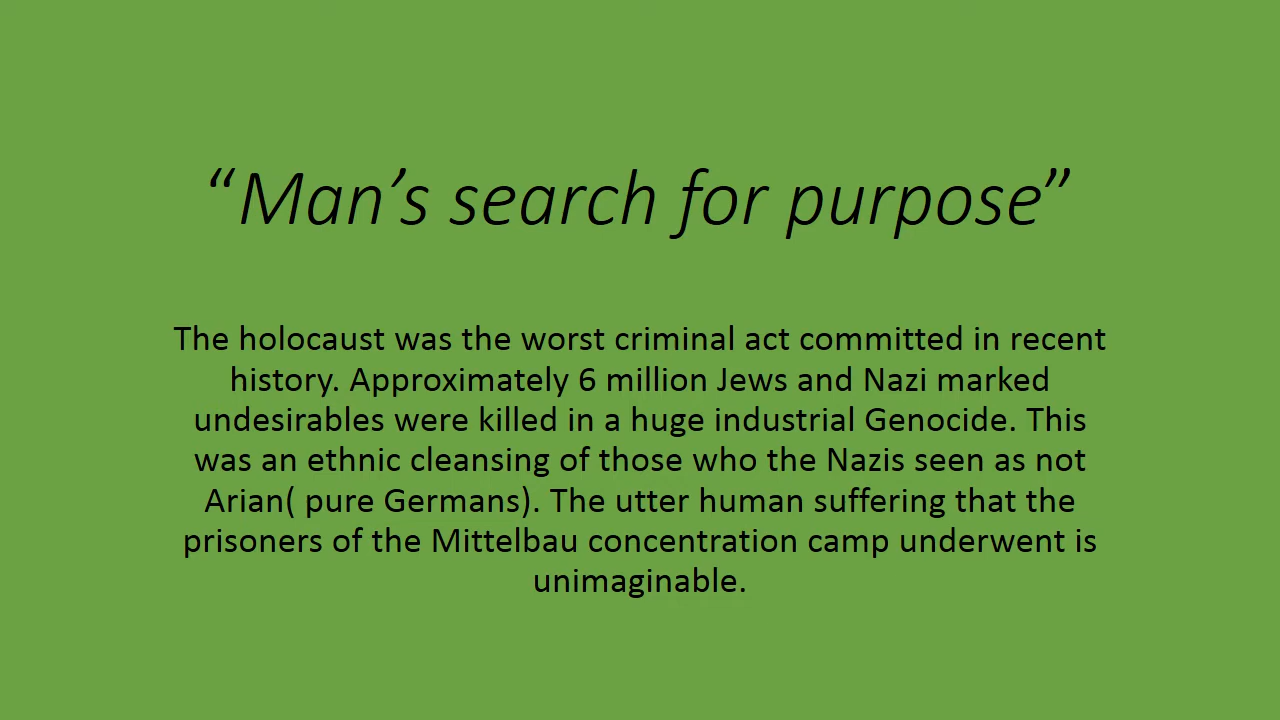 “Man’s search for purpose”
The holocaust was the worst criminal act committed in recent
history. Approximately 6 million Jews and Nazi marked
undesirables were killed in a huge industrial Genocide. This
was an ethnic cleansing of those who the Nazis seen as not
Arian( pure Germans). The utter human suffering that the
prisoners of the Mittelbau concentration camp underwent is
unimaginable.